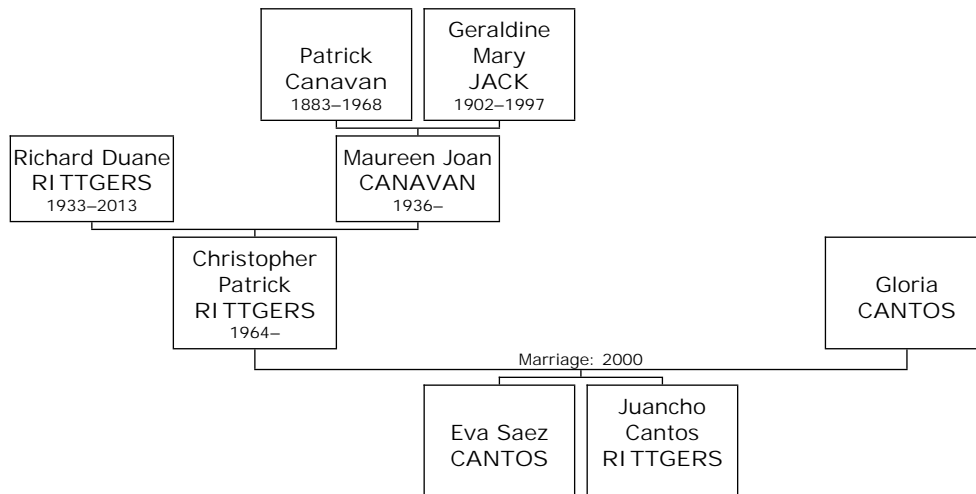 Patrick
Canavan
1883–1968
Geraldine
Mary
JACK
1902–1997
Richard Duane
RITTGERS
1933–2013
Maureen Joan
CANAVAN
1936–
Christopher
Patrick
RITTGERS
1964–
Gloria
CANTOS
Marriage: 2000
Eva Saez
CANTOS
Juancho
Cantos
RITTGERS